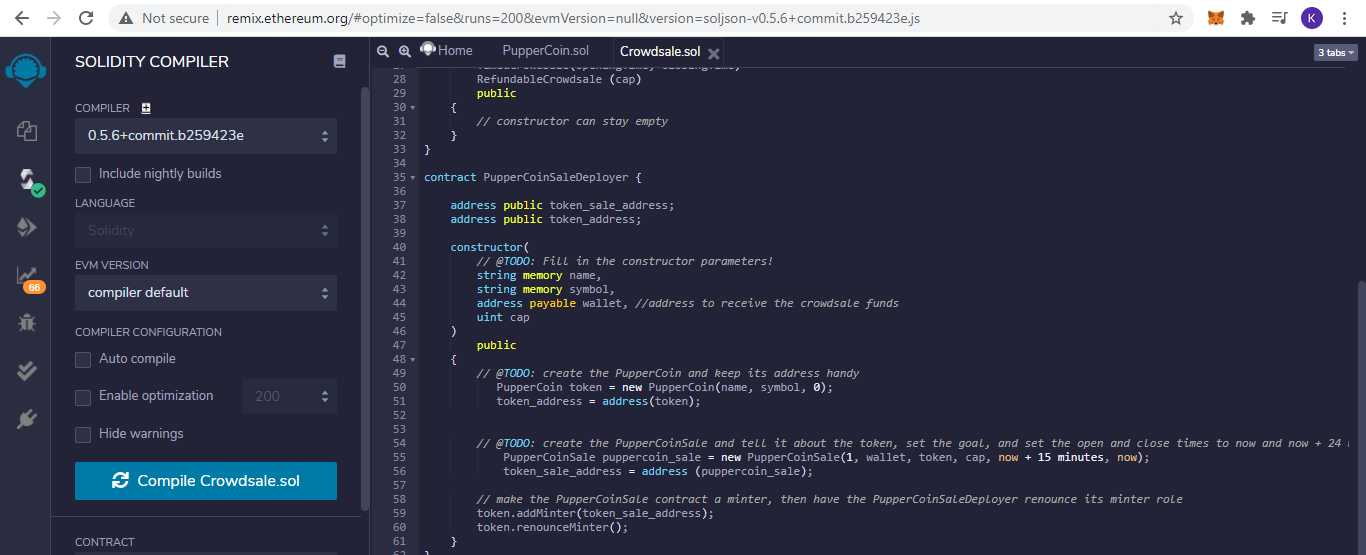 Not secure | remix.ethereum.org/#optimize=false&runs=200&evmVersion=null&version=soljson-v0.5.6+commit.b259423e.js
K
SOLIDITY COMPILER
COMPILER
0.5.6+commit.b259423e
Include nightly builds
LANGUAGE
Solidity
EVM VERSION
compiler default
COMPILER CONFIGURATION
Auto compile
Enable optimization
200
Hide warnings
Compile Crowdsale.sol
CONTRACT
66
Home
PupperCoin.sol
Crowdsale.sol
3 tabs
28 RefundableCrowdsale (cap)
29 public
30 {
31 // constructor can stay empty
32 }
33 }
34
35 contract PupperCoinSaleDeployer {
36
37 address public token_sale_address;
38 address public token_address;
39
40 constructor(
41 // @TODO: Fill in the constructor parameters!
42 string memory name,
43 string memory symbol,
44 address payable wallet, //address to receive the crowdsale funds
45 uint cap
46 )
47 public
48 {
49 // @TODO: create the PupperCoin and keep its address handy
50 PupperCoin token = new PupperCoin(name, symbol, 0);
51 token_address = address(token);
52
53
54 // @TODO: create the PupperCoinSale and tell it about the token, set the goal, and set the open and close times to now and now + 24
55 PupperCoinSale puppercoin_sale = new PupperCoinSale(1, wallet, token, cap, now + 15 minutes, now);
56 token_sale_address = address (puppercoin_sale);
57
58 // make the PupperCoinSale contract a minter, then have the PupperCoinSaleDeployer renounce its minter role
59 token.addMinter(token_sale_address);
60 token.renounceMinter();
61 }